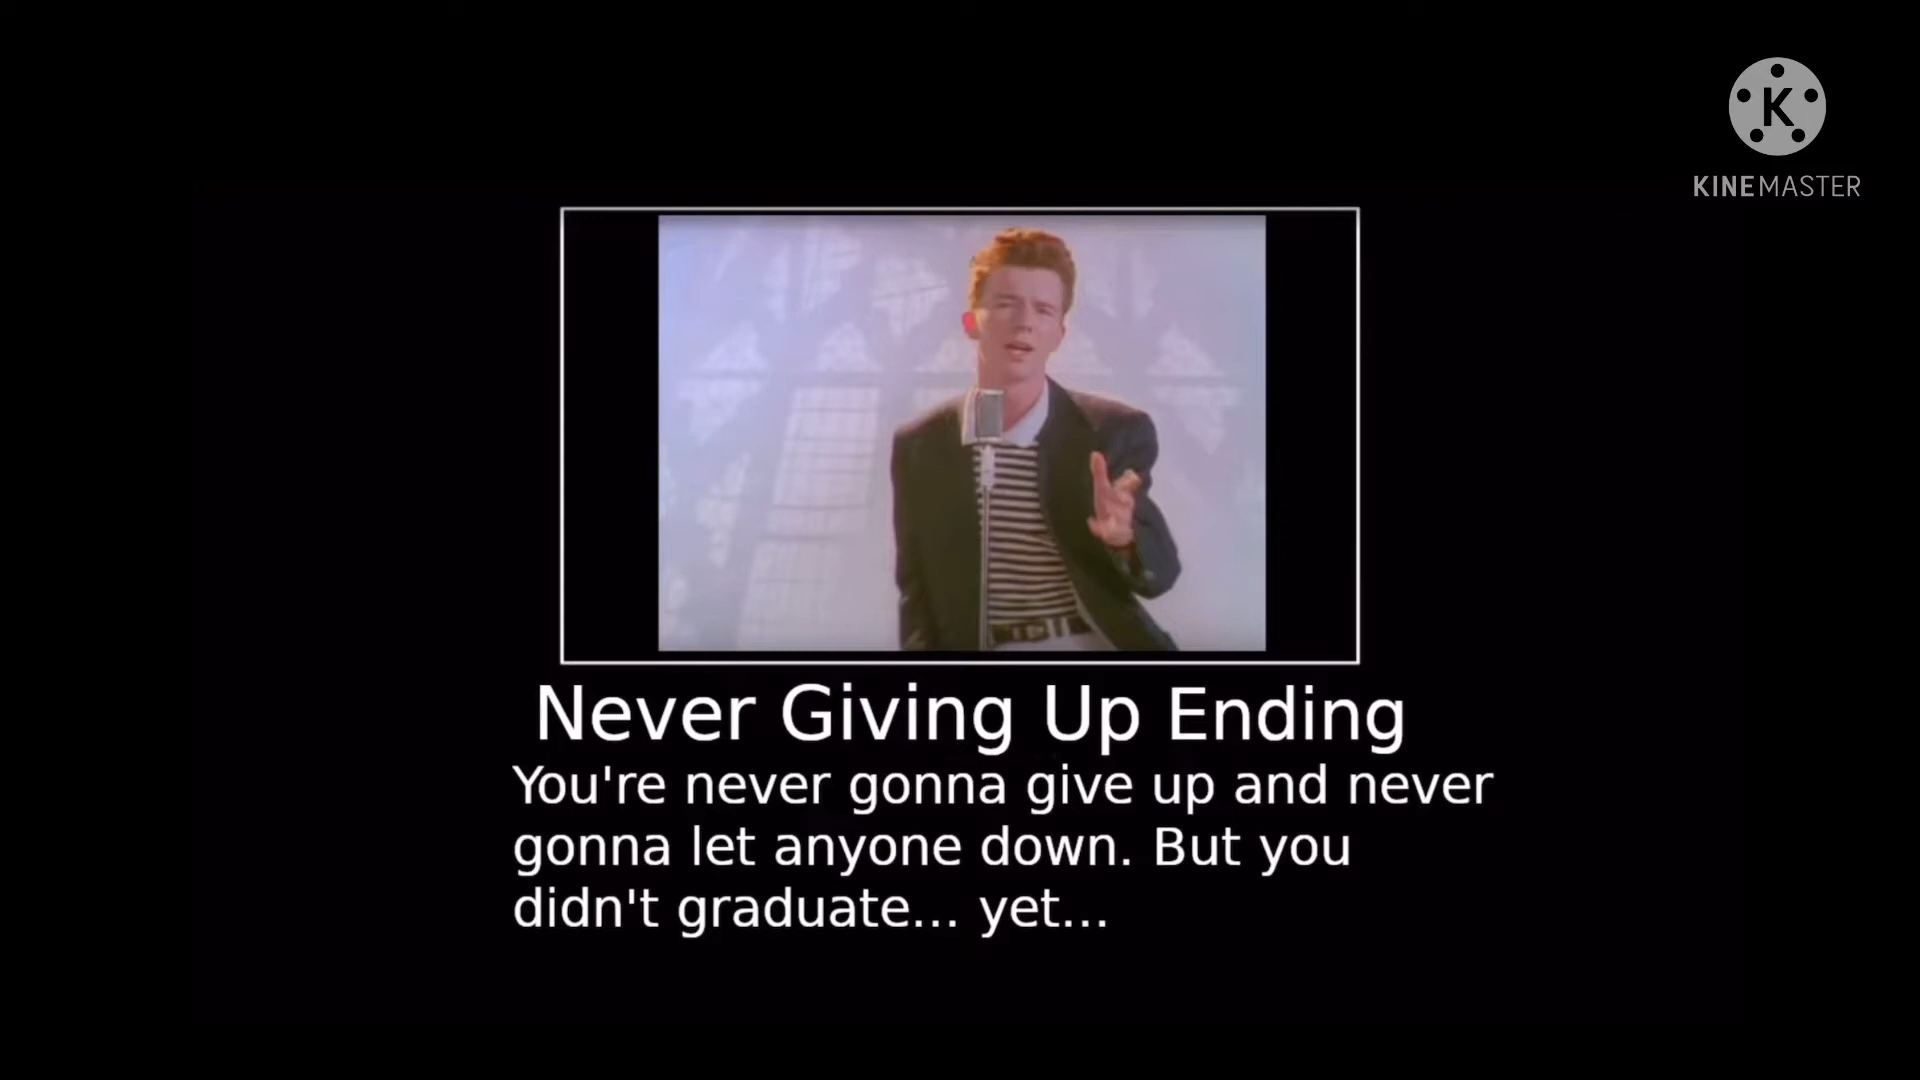 K
KINEMASTER
Never Giving Up Ending
You're never gonna give up and never
gonna let anyone down. But you
didn't graduate... yet...